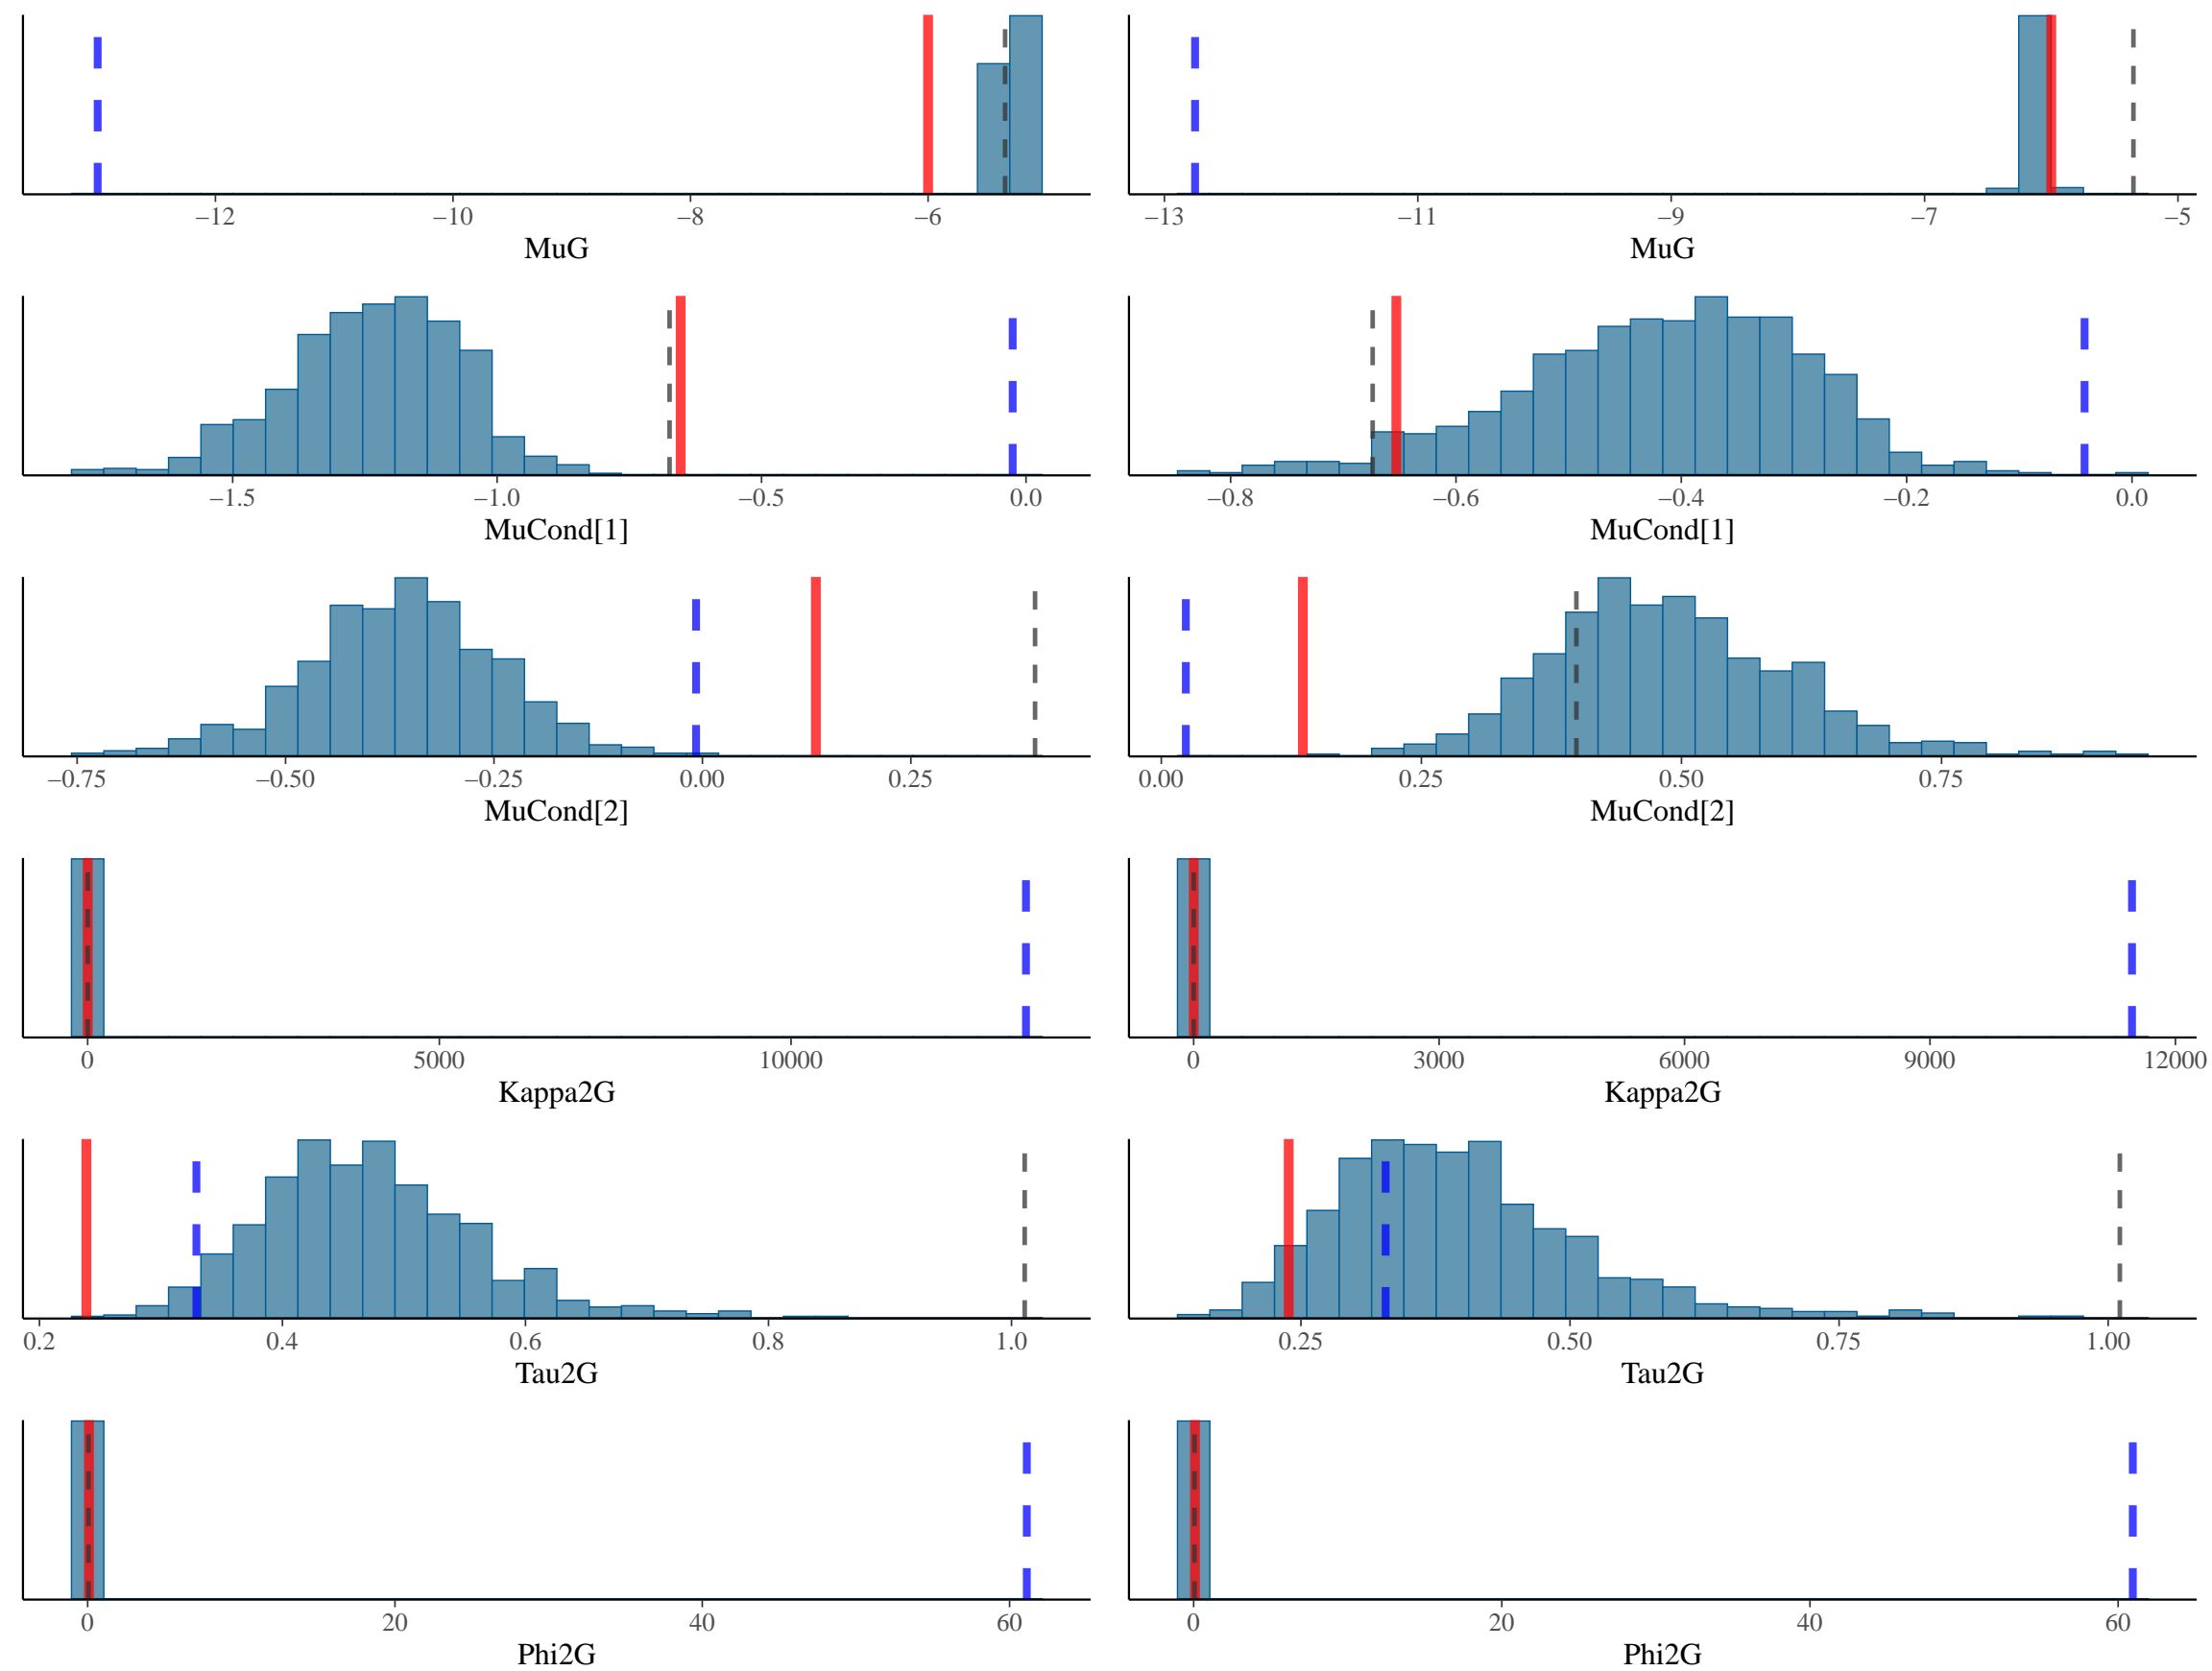 −12 −10 −8 −6
MuG
−13 −11 −9 −7 −5
MuG
−1.5 −1.0 −0.5 0.0
MuCond[1]
−0.8 −0.6 −0.4 −0.2 0.0
MuCond[1]
−0.75 −0.50 −0.25 0.00 0.25
MuCond[2]
0.00 0.25 0.50 0.75
MuCond[2]
0 5000 10000
Kappa2G
0 3000 6000 9000 12000
Kappa2G
0.2 0.4 0.6 0.8 1.0
Tau2G
0.25 0.50 0.75 1.00
Tau2G
0 20 40 60
Phi2G
0 20 40 60
Phi2G